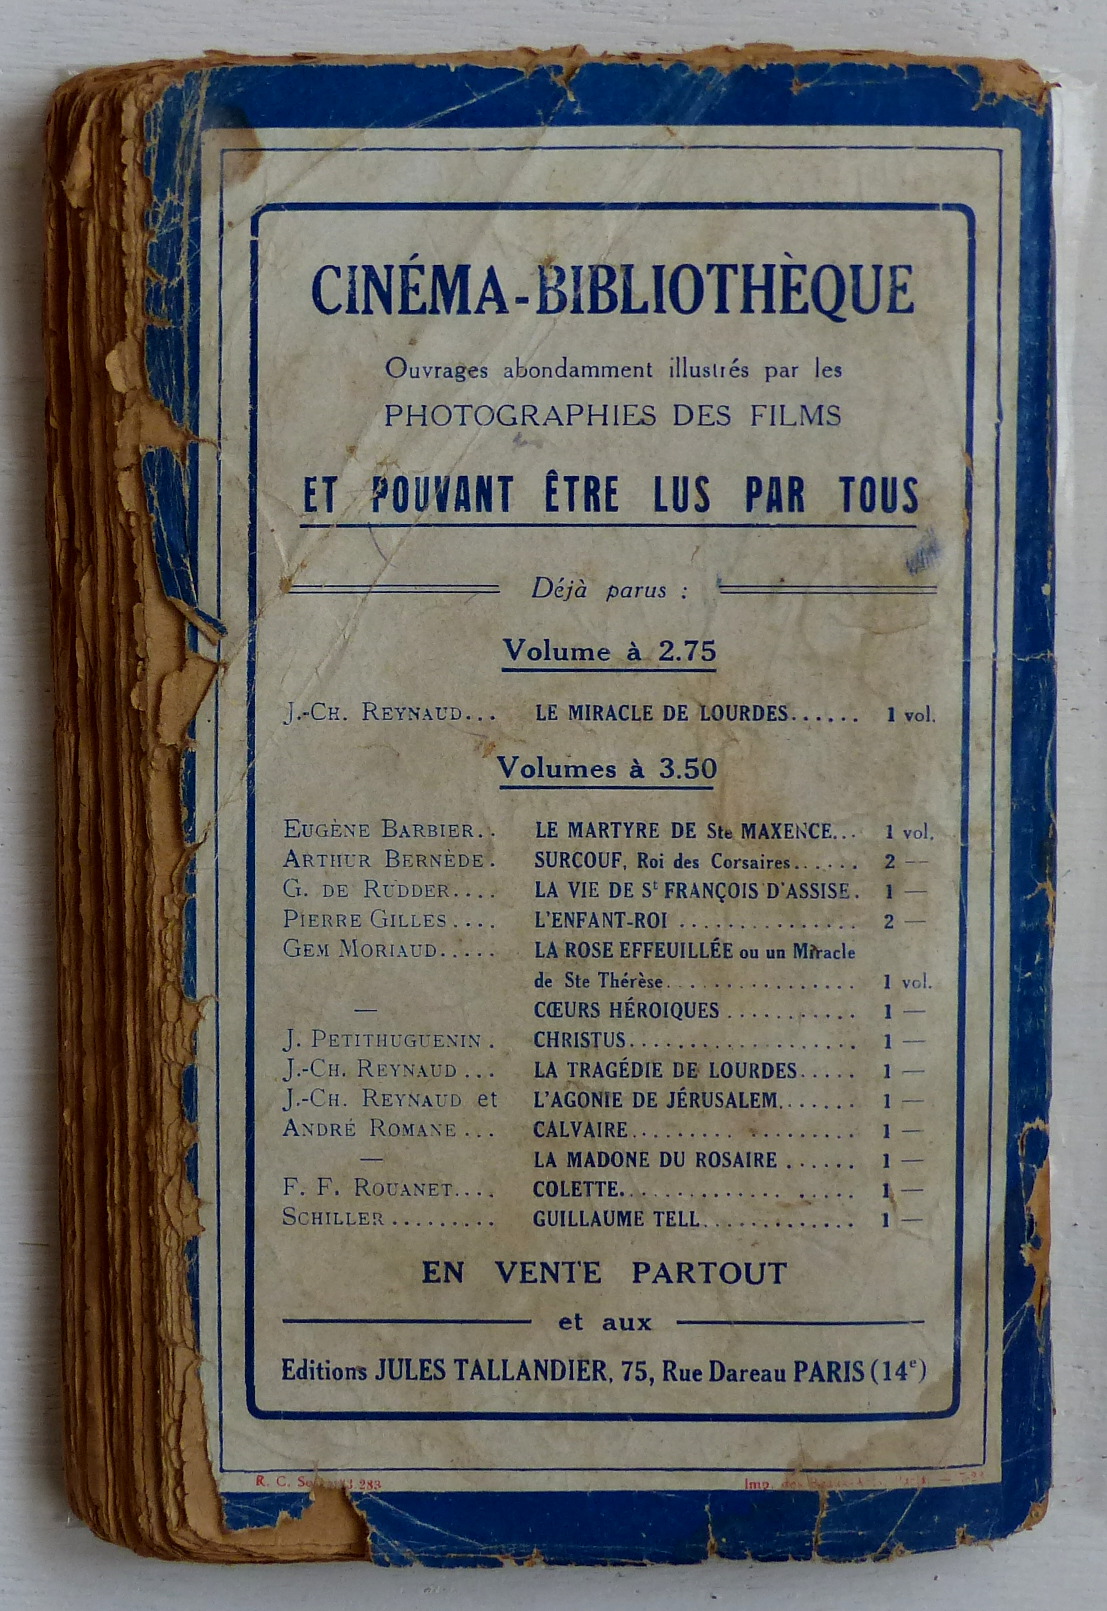 CINÉMA-BIBLIOTHÈQUE
Ouvrages abondamment illustrés par les
PHOTOGRAPHIES DES FILMS
ET POUVANT ÊTRE LUS PAR TOUS
Déjà parus :
Volume à 2.75
J.-CH. REYNAUD... LE MIRACLE DE LOURDES...... 1 vol.
Volumes à 3.50
EUGÈNE BARBIER.. LE MARTYRE DE Ste MAXENCE... 1 vol.
ARTHUR BERNÈDE. SURCOUF, Roi des Corsaires...... 2 —
G. DE RUDDER.... LA VIE DE St FRANÇOIS D'ASSISE. 1 —
PIERRE GILLES.... L'ENFANT-ROI ............... 2 —
GEM MORIAUD..... LA ROSE EFFEUILLÉE ou un Miracle
de Ste Thérèse................ 1 vol.
— CŒURS HÉROIQUES ........... 1 —
J. PETITHUGUENIN. CHRISTUS................... 1 —
J.-CH. REYNAUD... LA TRAGÉDIE DE LOURDES..... 1 —
J.-CH. REYNAUD et L'AGONIE DE JÉRUSALEM....... 1 —
ANDRÉ ROMANE... CALVAIRE................... 1 —
— LA MADONE DU ROSAIRE ...... 1 —
F. F. ROUANET.... COLETTE................... 1 —
SCHILLER......... GUILLAUME TELL............. 1 —
EN VENTE PARTOUT
et aux
Editions JULES TALLANDIER, 75, Rue Dareau PARIS (14e)
R. C. 283
Imp.